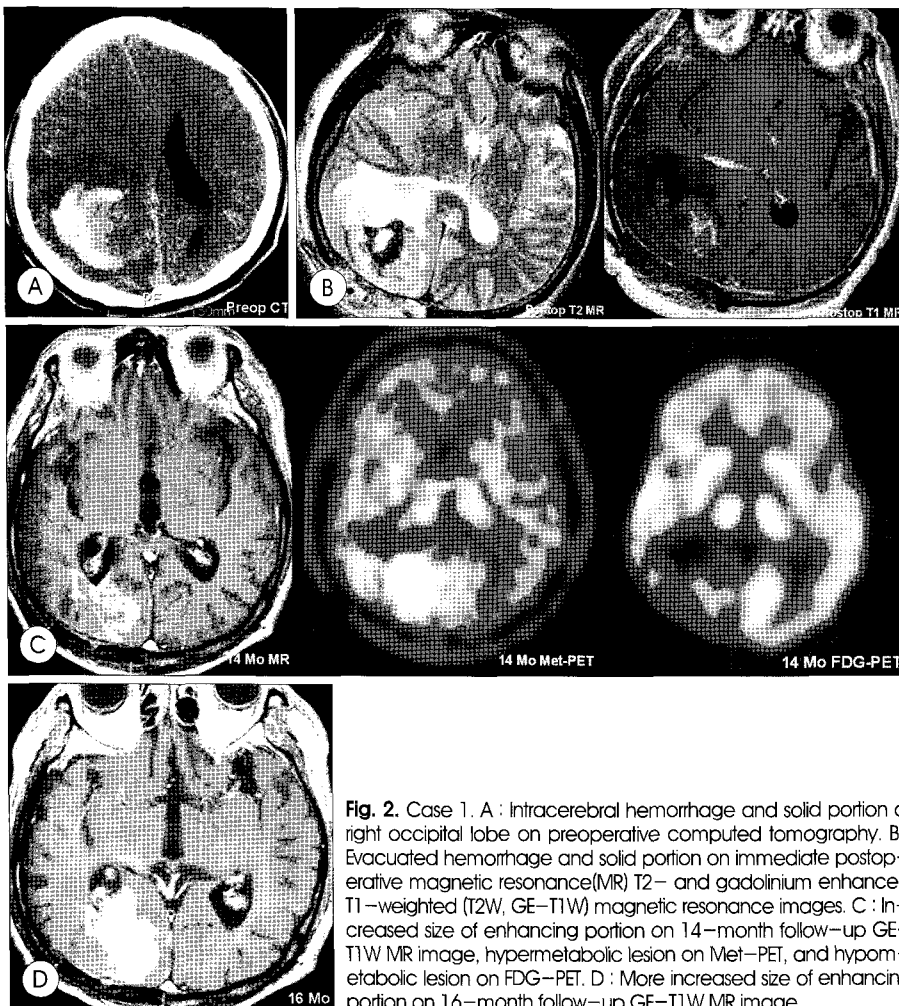 A
Preop CT
B
T2 MR
T1 MR
C
14 Mo MR
14 Mo Met-PET
14 Mo FDG-PET
D
16 Mo
Fig. 2. Case 1. A : Intracerebral hemorrhage and solid portion
right occipital lobe on preoperative computed tomography. B
Evacuated hemorrhage and solid portion on immediate postop-
erative magnetic resonance(MR) T2- and gadolinium enhance
T1-weighted (T2W, GE-T1W) magnetic resonance images. C : In-
creased size of enhancing portion on 14-month follow-up GE-
T1W MR image, hypermetabolic lesion on Met-PET, and hypom-
etabolic lesion on FDG-PET. D : More increased size of enhancin
portion on 16-month follow-up GE-T1W MR image